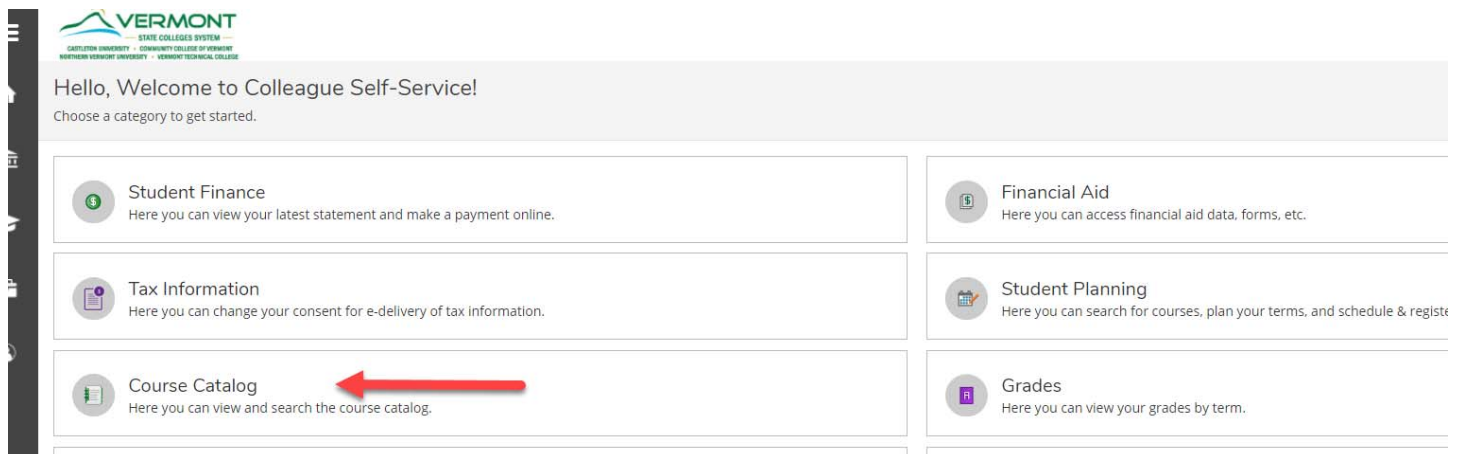 VERMONT
STATE COLLEGES SYSTEM
CASTLETON UNIVERSITY • COMMUNITY COLLEGE OF VERMONT
NORTHERN VERMONT UNIVERSITY • VERMONT TECHNICAL COLLEGE
Hello, Welcome to Colleague Self-Service!
Choose a category to get started.
Student Finance
Here you can view your latest statement and make a payment online.
Financial Aid
Here you can access financial aid data, forms, etc.
Tax Information
Here you can change your consent for e-delivery of tax information.
Student Planning
Here you can search for courses, plan your terms, and schedule & registe
Course Catalog
Here you can view and search the course catalog.
Grades
Here you can view your grades by term.